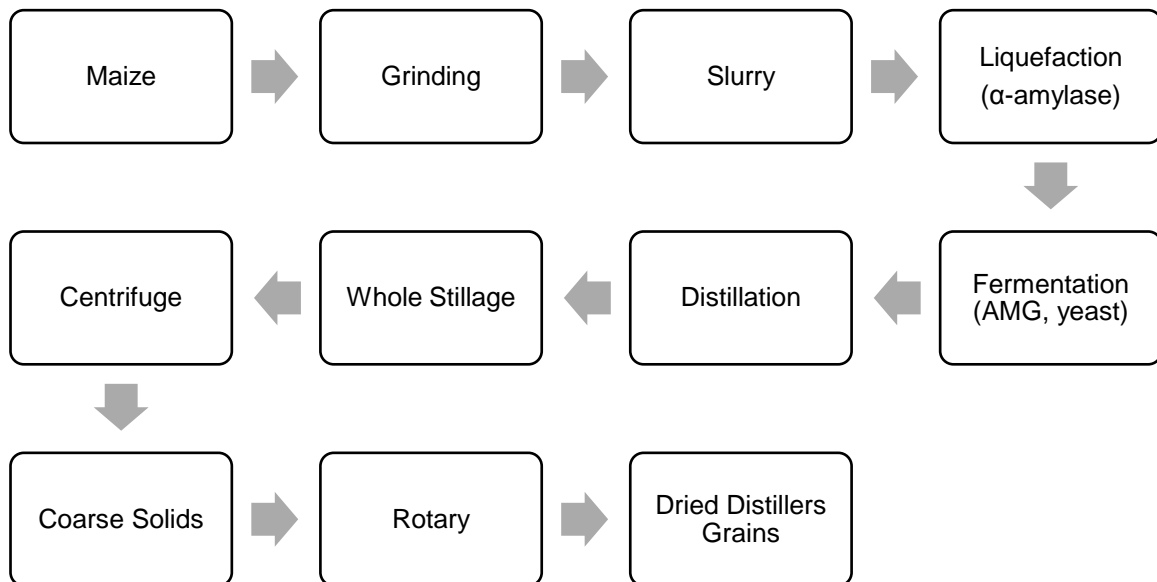 Maize
Grinding
Slurry
Liquefaction
(α-amylase)
Fermentation
(AMG, yeast)
Distillation
Whole Stillage
Centrifuge
Coarse Solids
Rotary
Dried Distillers
Grains